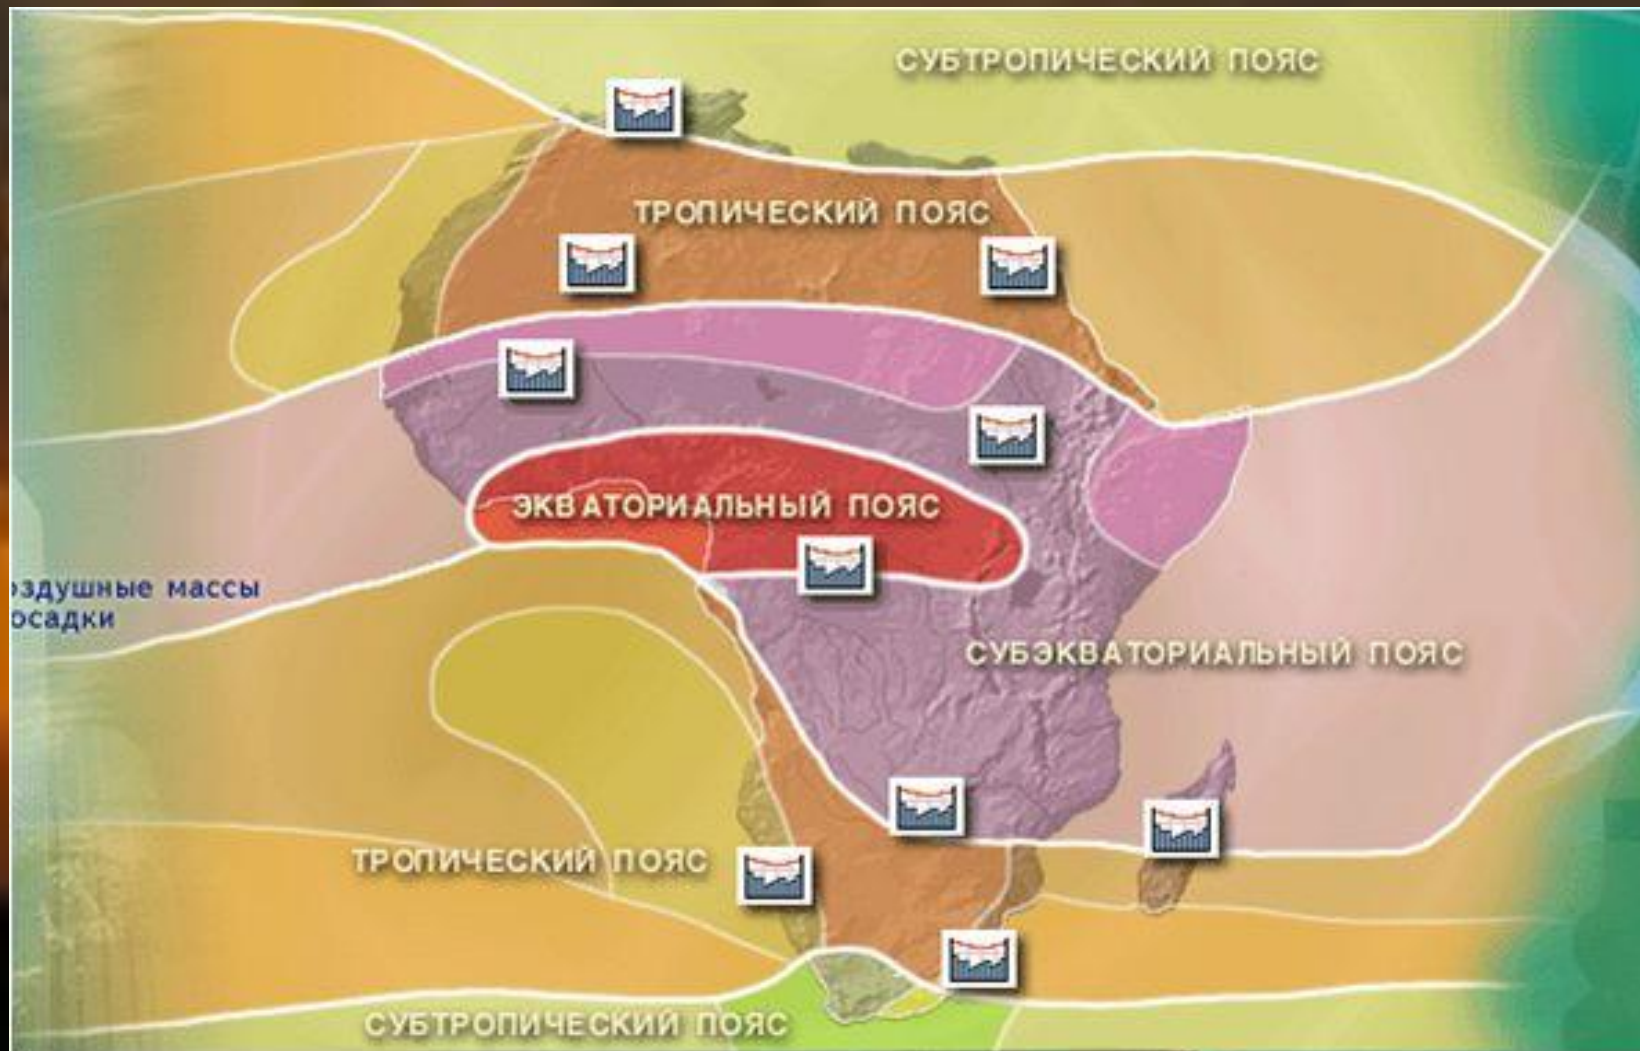 СУБТРОПИЧЕСКИЙ ПОЯС
ТРОПИЧЕСКИЙ ПОЯС
ЭКВАТОРИАЛЬНЫЙ ПОЯС
оздушные массы
осадки
СУБЭКВАТОРИАЛЬНЫЙ ПОЯС
ТРОПИЧЕСКИЙ ПОЯС
СУБТРОПИЧЕСКИЙ ПОЯС